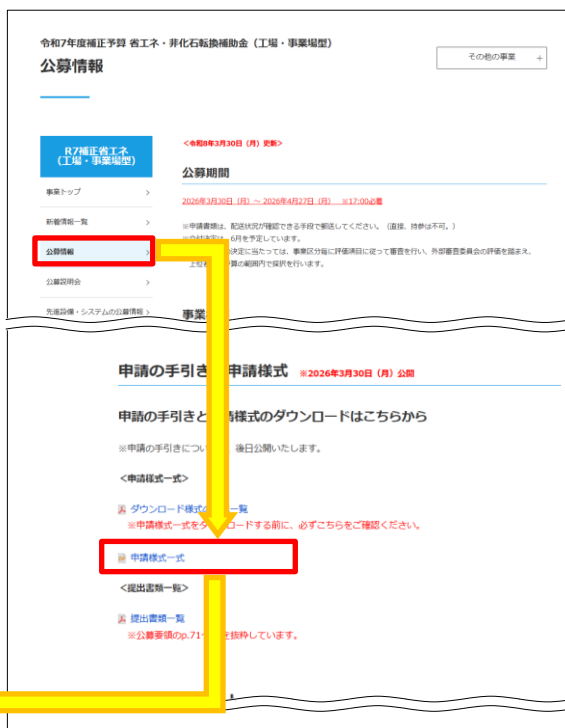 令和7年度補正予算 省エネ・非化石転換補助金（工場・事業場型）
公募情報
その他の事業 +
R7補正省エネ
（工場・事業場型）
事業トップ >
新着情報一覧 >
公募情報 >
公募説明会 >
先進設備・システムの公募情報 >
<令和8年3月30日（月）更新>
公募期間
2026年3月30日（月）～ 2026年4月27日（月） ※17:00必着
※申請書類は、配送状況が確認できる手段で郵送してください。（直接、持参は不可。）
は、6月を予定しています。
決定に当たっては、事業区分毎に評価項目に従って審査を行い、外部審査委員会の評価を踏まえ、
上位 算の範囲内で採択を行います。
事業
申請の手引き 申請様式 ※2026年3月30日（月）公開
申請の手引きと 請様式のダウンロードはこちらから
※申請の手引きについ 後日公開いたします。
<申請様式一式>
ダウンロード様式 一覧
※申請様式一式をダ ロードする前に、必ずこちらをご確認ください。
申請様式一式
<提出書類一覧>
提出書類一覧
※公募要領のp.71 を抜粋しています。